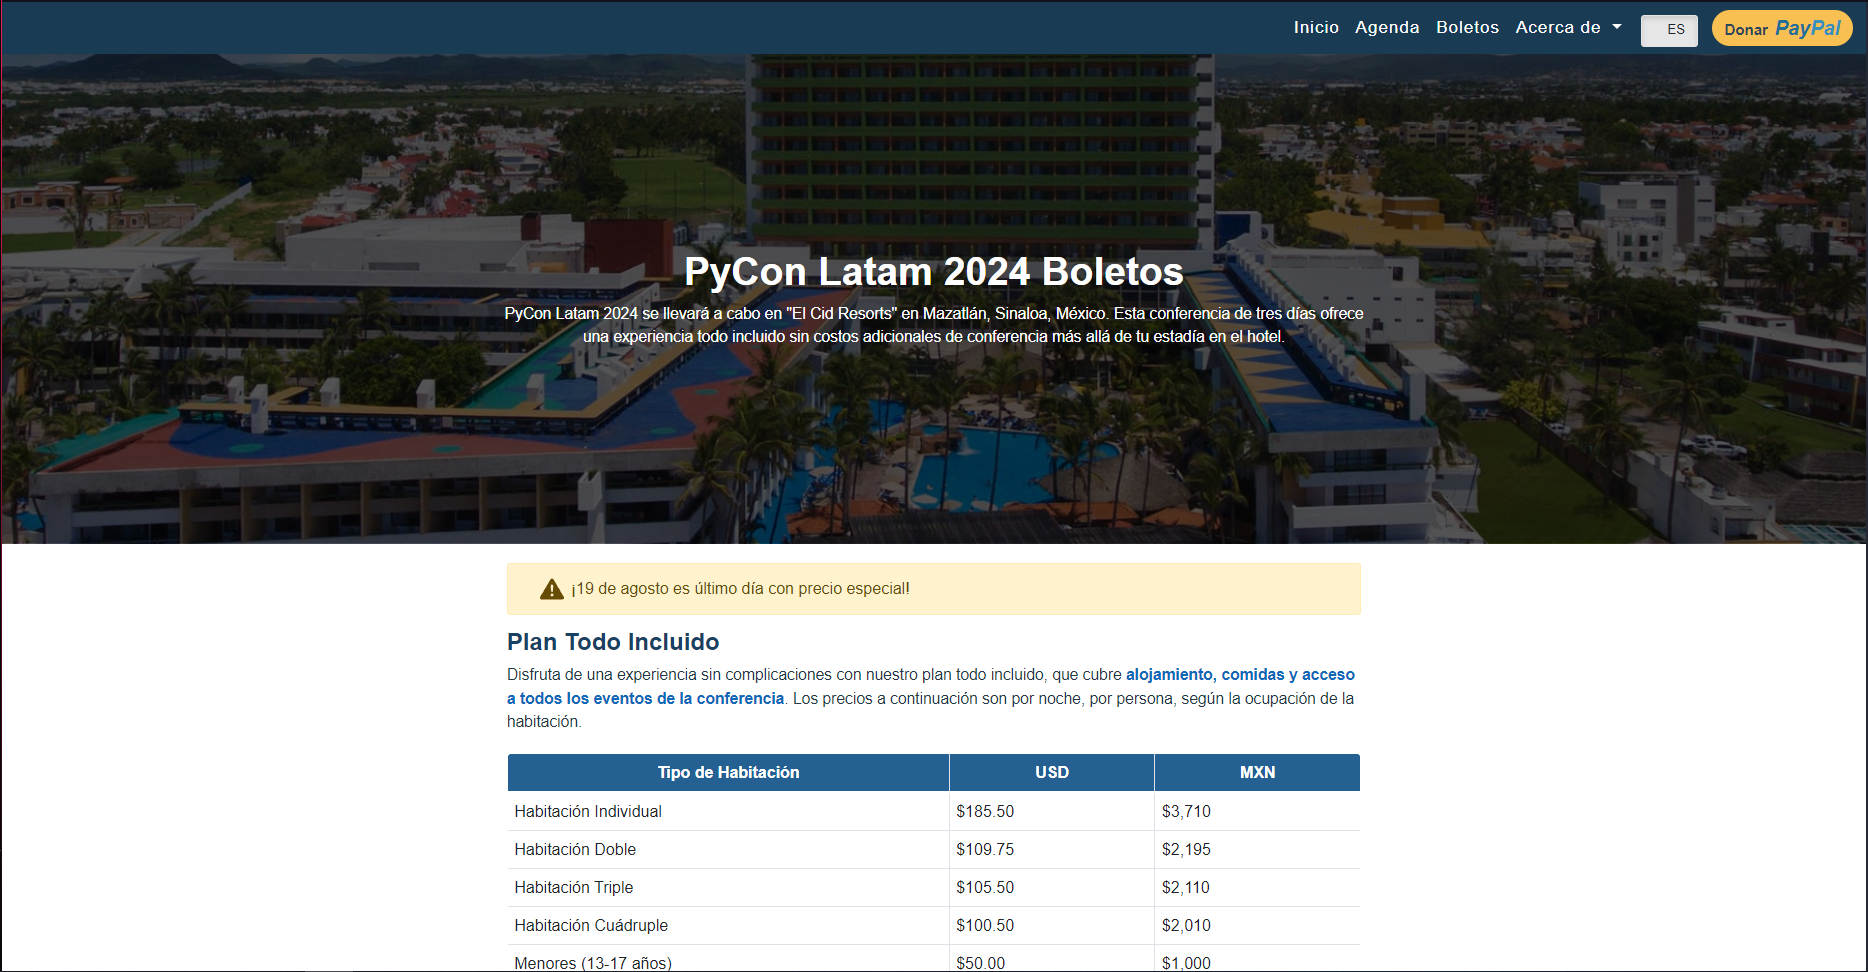 Inicio Agenda Boletos Acerca de ES Donar PayPal
PyCon Latam 2024 Boletos
PyCon Latam 2024 se llevará a cabo en "El Cid Resorts" en Mazatlán, Sinaloa, México. Esta conferencia de tres días ofrece
una experiencia todo incluido sin costos adicionales de conferencia más allá de tu estadía en el hotel.
¡19 de agosto es último día con precio especial!
Plan Todo Incluido
Disfruta de una experiencia sin complicaciones con nuestro plan todo incluido, que cubre alojamiento, comidas y acceso
a todos los eventos de la conferencia. Los precios a continuación son por noche, por persona, según la ocupación de la
habitación.
Tipo de Habitación USD MXN
Habitación Individual $185.50 $3,710
Habitación Doble $109.75 $2,195
Habitación Triple $105.50 $2,110
Habitación Cuádruple $100.50 $2,010
Menores (13-17 años) $50.00 $1,000